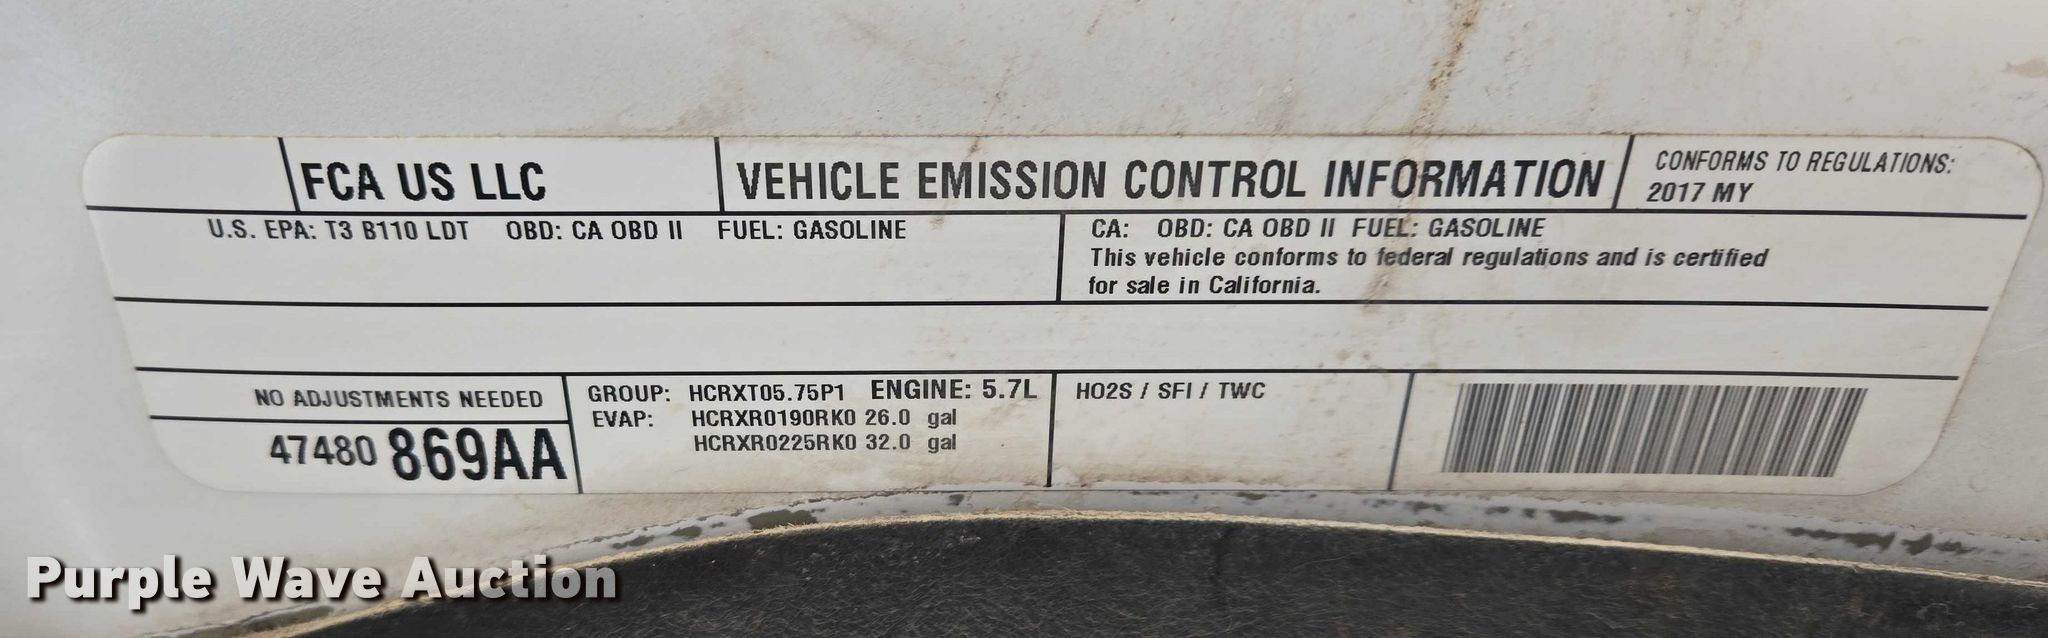 FCA US LLC VEHICLE EMISSION CONTROL INFORMATION CONFORMS TO REGULATIONS:
2017 MY
U.S. EPA: T3 B110 LDT OBD: CA OBD II FUEL: GASOLINE
CA: OBD: CA OBD II FUEL: GASOLINE
This vehicle conforms to federal regulations and is certified
for sale in California.
NO ADJUSTMENTS NEEDED
47480 869AA
GROUP: HCRXT05.75P1 ENGINE: 5.7L
EVAP: HCRXR0190RK0 26.0 gal
HCRXR0225RK0 32.0 gal
HO2S / SFI / TWC
Purple Wave Auction